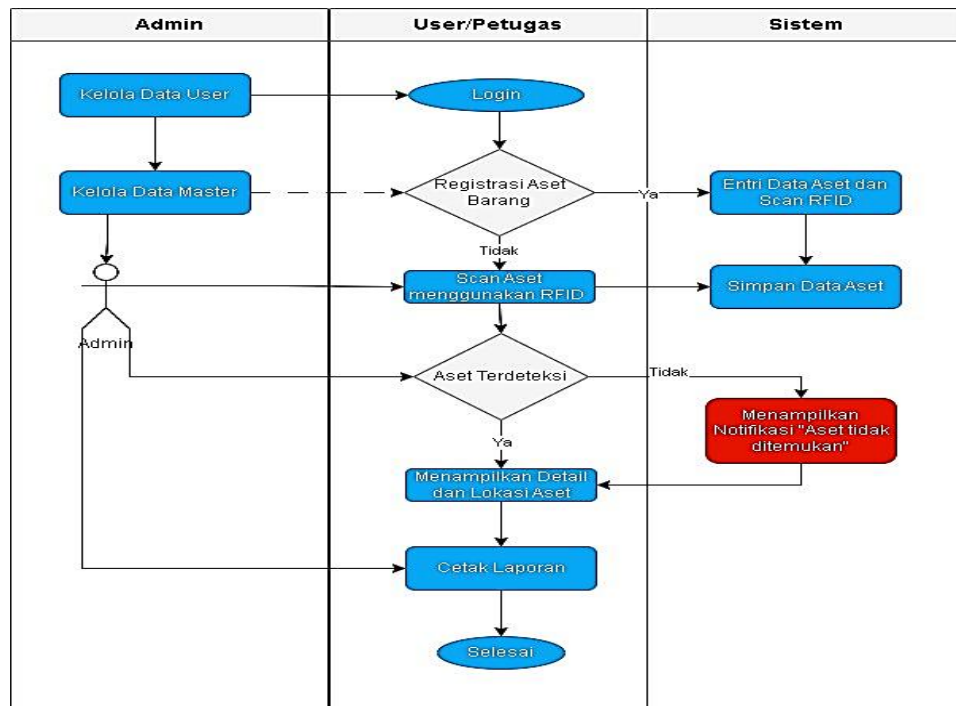 Admin
User/Petugas
Sistem
Kelola Data User
Login
Kelola Data Master
Registrasi Aset
Barang
Ya
Entri Data Aset dan
Scan RFID
Tidak
Scan Aset
menggunakan RFID
Simpan Data Aset
Admin
Aset Terdeteksi
Tidak
Menampilkan
Notifikasi "Aset tidak
ditemukan"
Ya
Menampilkan Detail
dan Lokasi Aset
Cetak Laporan
Selesai